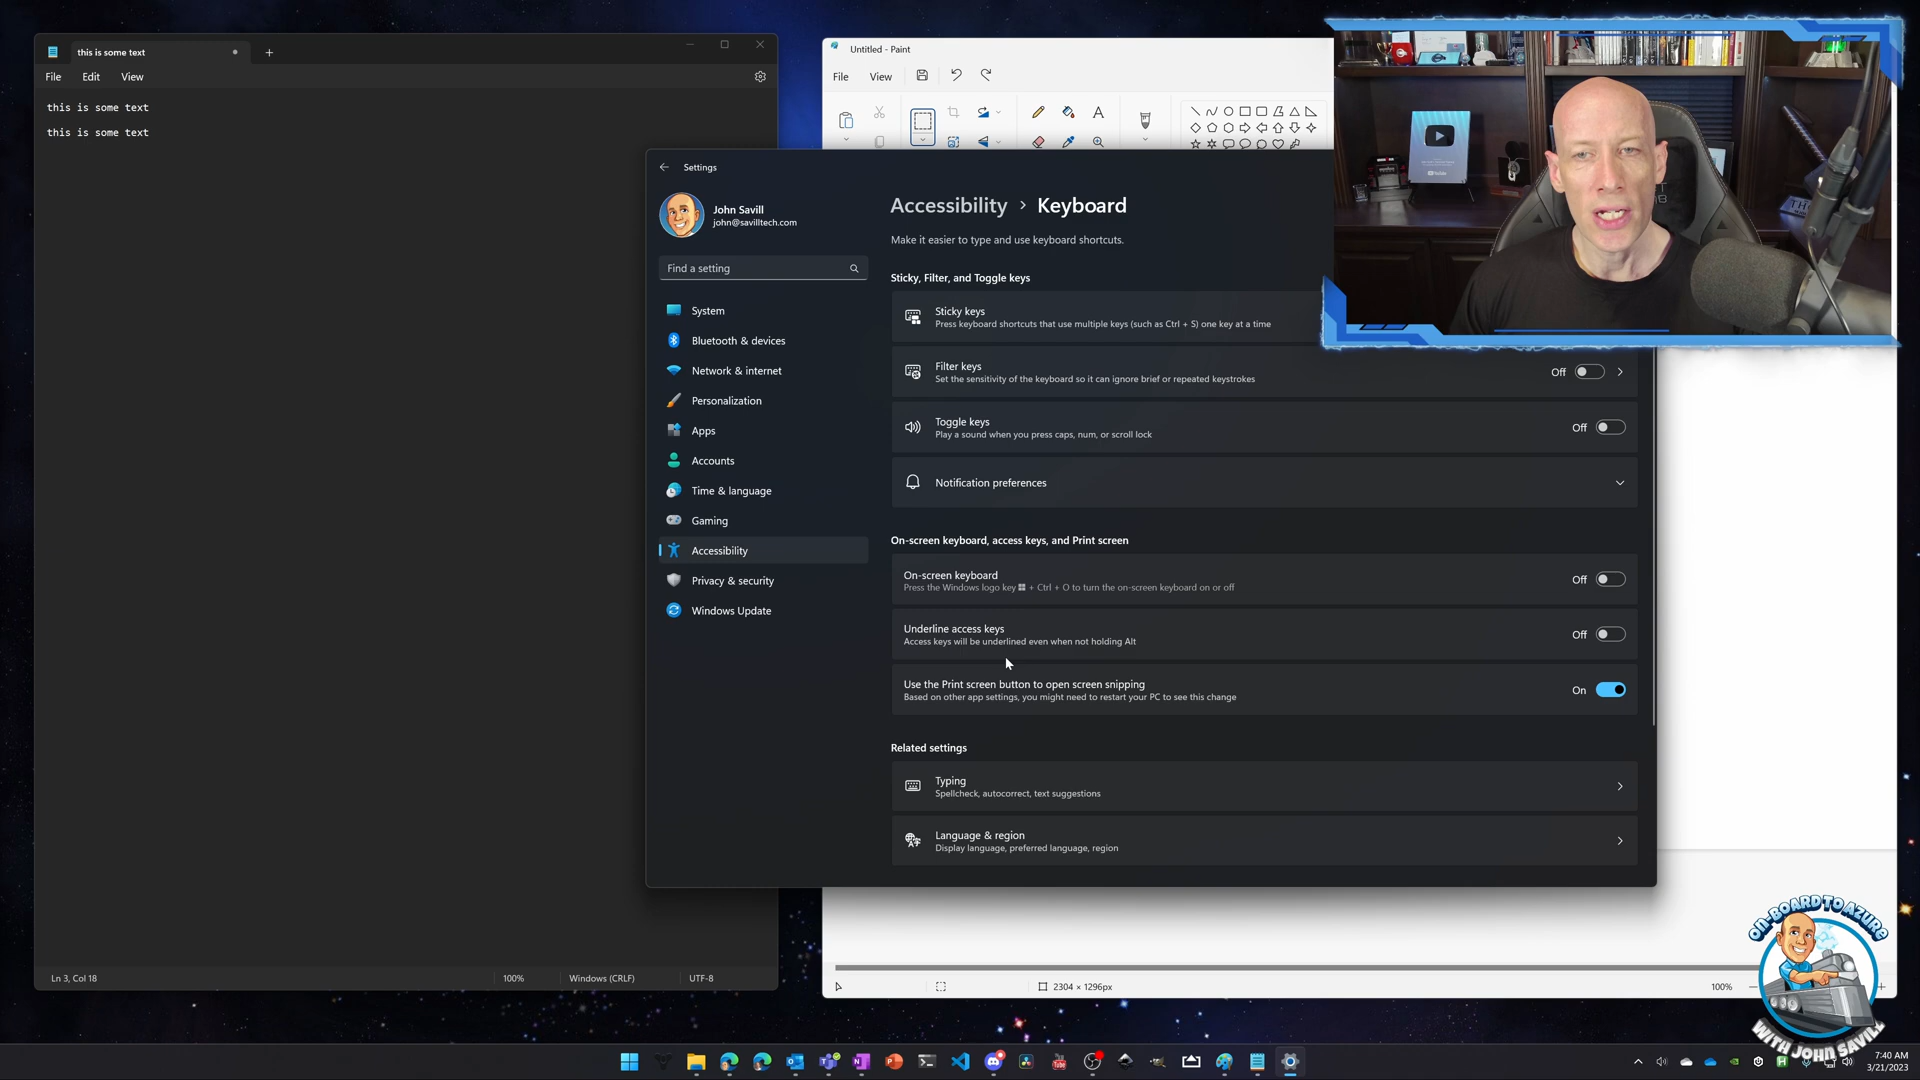 this is some text
File
Edit
View
this is some text
this is some text
Ln 3, Col 18
100%
Windows (CRLF)
UTF-8
Untitled - Paint
File
View
Settings
John Savill
john@savilltech.com
Find a setting
System
Bluetooth & devices
Network & internet
Personalization
Apps
Accounts
Time & language
Gaming
Accessibility
Privacy & security
Windows Update
Accessibility > Keyboard
Make it easier to type and use keyboard shortcuts.
Sticky, Filter, and Toggle keys
Sticky keys
Press keyboard shortcuts that use multiple keys (such as Ctrl + S) one key at a time
Filter keys
Set the sensitivity of the keyboard so it can ignore brief or repeated keystrokes
Off
Toggle keys
Play a sound when you press caps, num, or scroll lock
Off
Notification preferences
On-screen keyboard, access keys, and Print screen
On-screen keyboard
Press the Windows logo key + Ctrl + O to turn the on-screen keyboard on or off
Off
Underline access keys
Access keys will be underlined even when not holding Alt
Off
Use the Print screen button to open screen snipping
Based on other app settings, you might need to restart your PC to see this change
On
Related settings
Typing
Spellcheck, autocorrect, text suggestions
Language & region
Display language, preferred language, region
2304 × 1296px
100%
ON-BOARD TO AZURE
WITH JOHN SAVILL
7:40 AM
3/21/2023